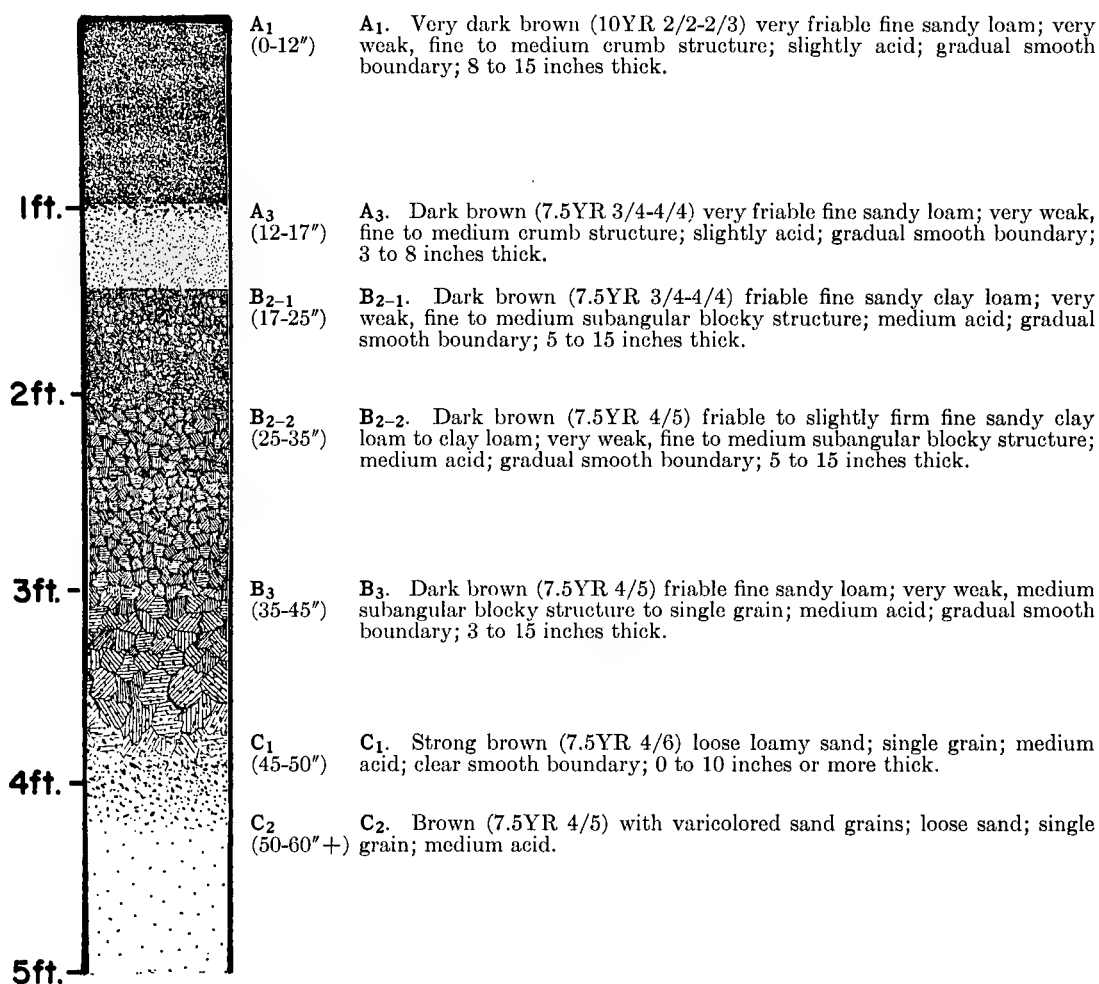 A1 (0-12″)
A1. Very dark brown (10YR 2/2-2/3) very friable fine sandy loam; very
weak, fine to medium crumb structure; slightly acid; gradual smooth
boundary; 8 to 15 inches thick.
1ft.
A3 (12-17″)
A3. Dark brown (7.5YR 3/4-4/4) very friable fine sandy loam; very weak,
fine to medium crumb structure; slightly acid; gradual smooth boundary;
3 to 8 inches thick.
B2-1 (17-25″)
B2-1. Dark brown (7.5YR 3/4-4/4) friable fine sandy clay loam; very
weak, fine to medium subangular blocky structure; medium acid; gradual
smooth boundary; 5 to 15 inches thick.
2ft.
B2-2 (25-35″)
B2-2. Dark brown (7.5YR 4/5) friable to slightly firm fine sandy clay
loam to clay loam; very weak, fine to medium subangular blocky structure;
medium acid; gradual smooth boundary; 5 to 15 inches thick.
3ft.
B3 (35-45″)
B3. Dark brown (7.5YR 4/5) friable fine sandy loam; very weak, medium
subangular blocky structure to single grain; medium acid; gradual smooth
boundary; 3 to 15 inches thick.
C1 (45-50″)
C1. Strong brown (7.5YR 4/6) loose loamy sand; single grain; medium
acid; clear smooth boundary; 0 to 10 inches or more thick.
4ft.
C2 (50-60″+)
C2. Brown (7.5YR 4/5) with varicolored sand grains; loose sand; single
grain; medium acid.
5ft.